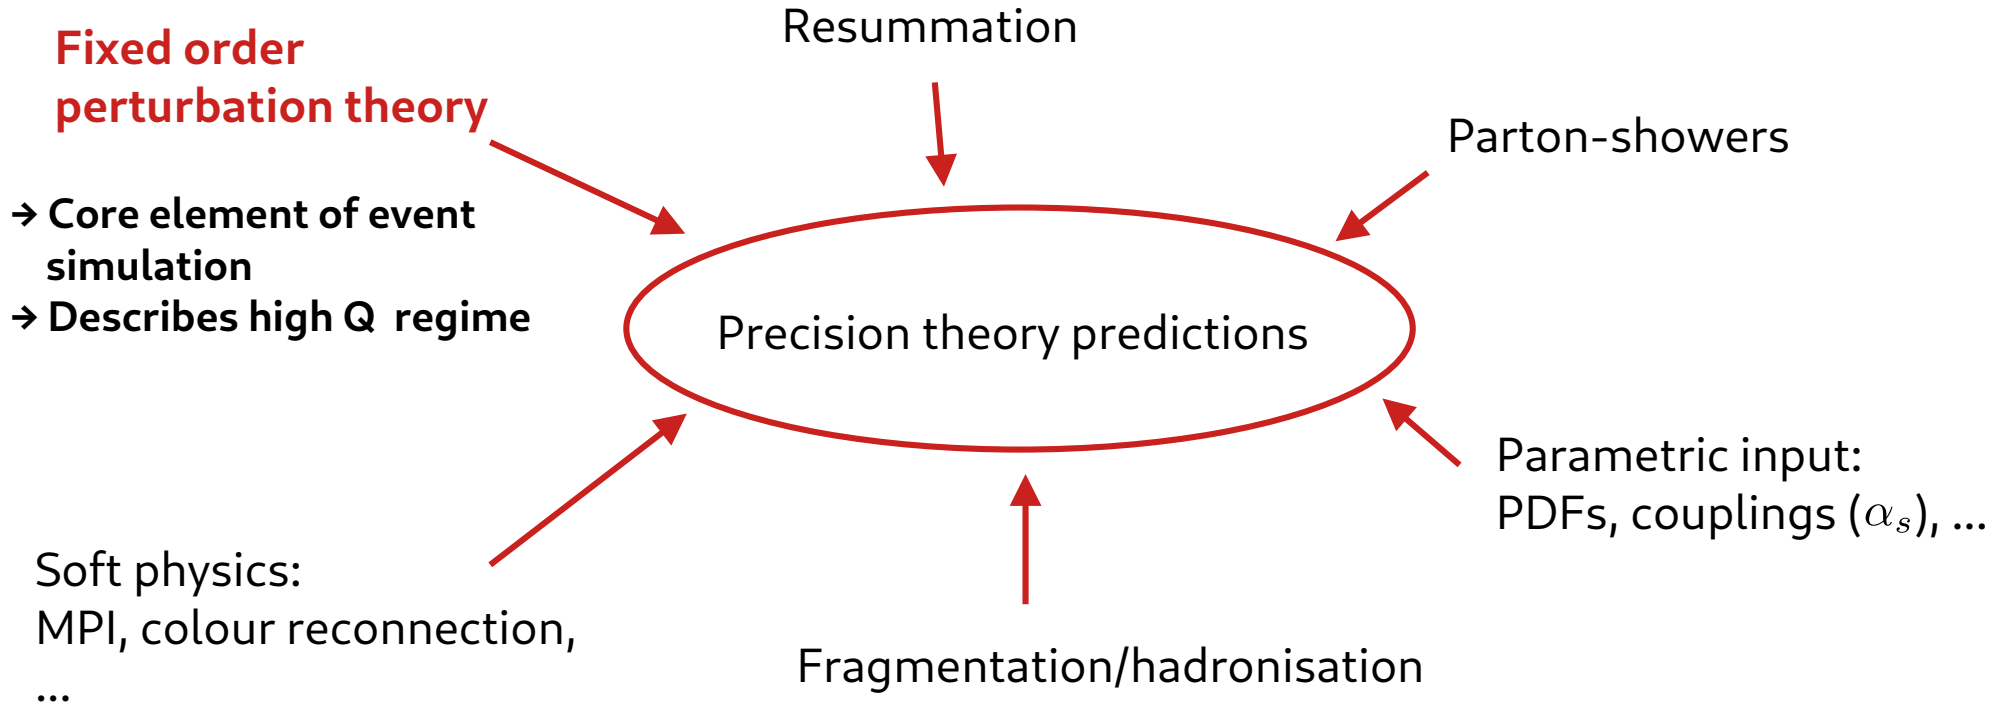 Fixed order
perturbation theory
→ Core element of event
simulation
→ Describes high Q regime
Resummation
Parton-showers
Precision theory predictions
Parametric input:
PDFs, couplings (αₛ), ...
Soft physics:
MPI, colour reconnection,
...
Fragmentation/hadronisation